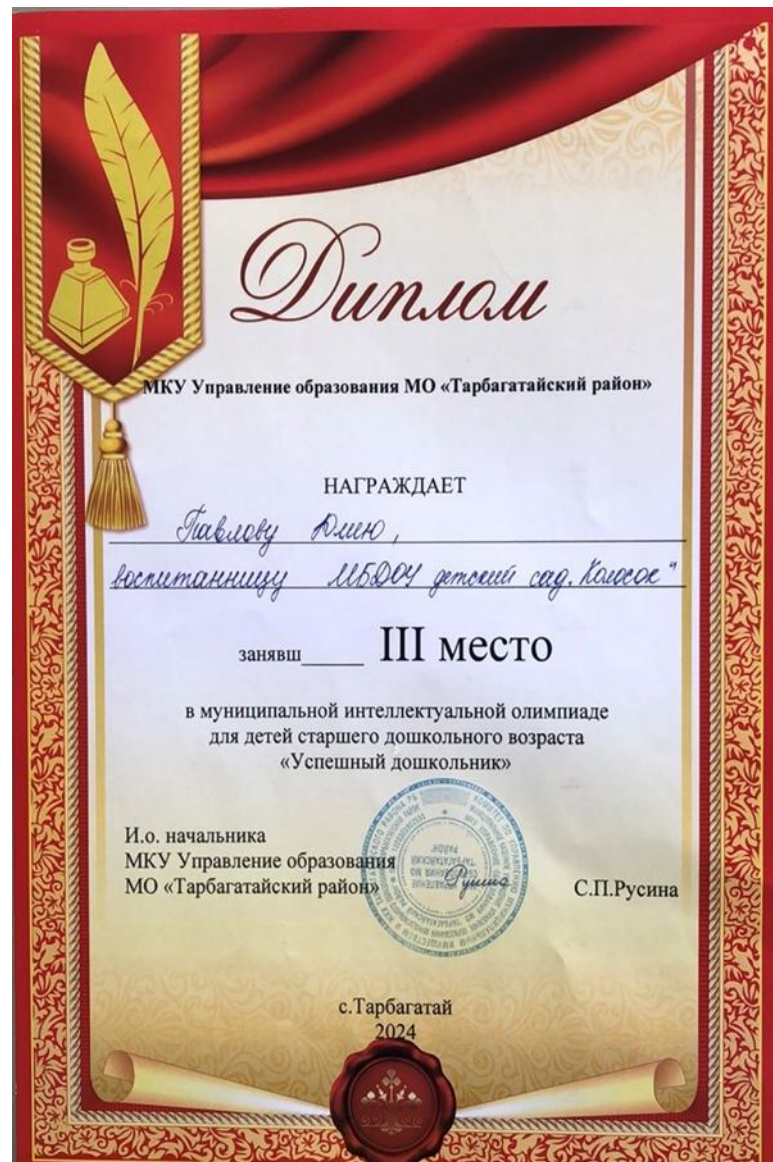 Диплом
МКУ Управление образования МО «Тарбагатайский район»
НАГРАЖДАЕТ
Павлову Юлию,
воспитанницу МБДОУ детский сад „Колосок"
занявш______ III место
в муниципальной интеллектуальной олимпиаде
для детей старшего дошкольного возраста
«Успешный дошкольник»
И.о. начальника
МКУ Управление образования
МО «Тарбагатайский район»
С.П.Русина
с.Тарбагатай
2024